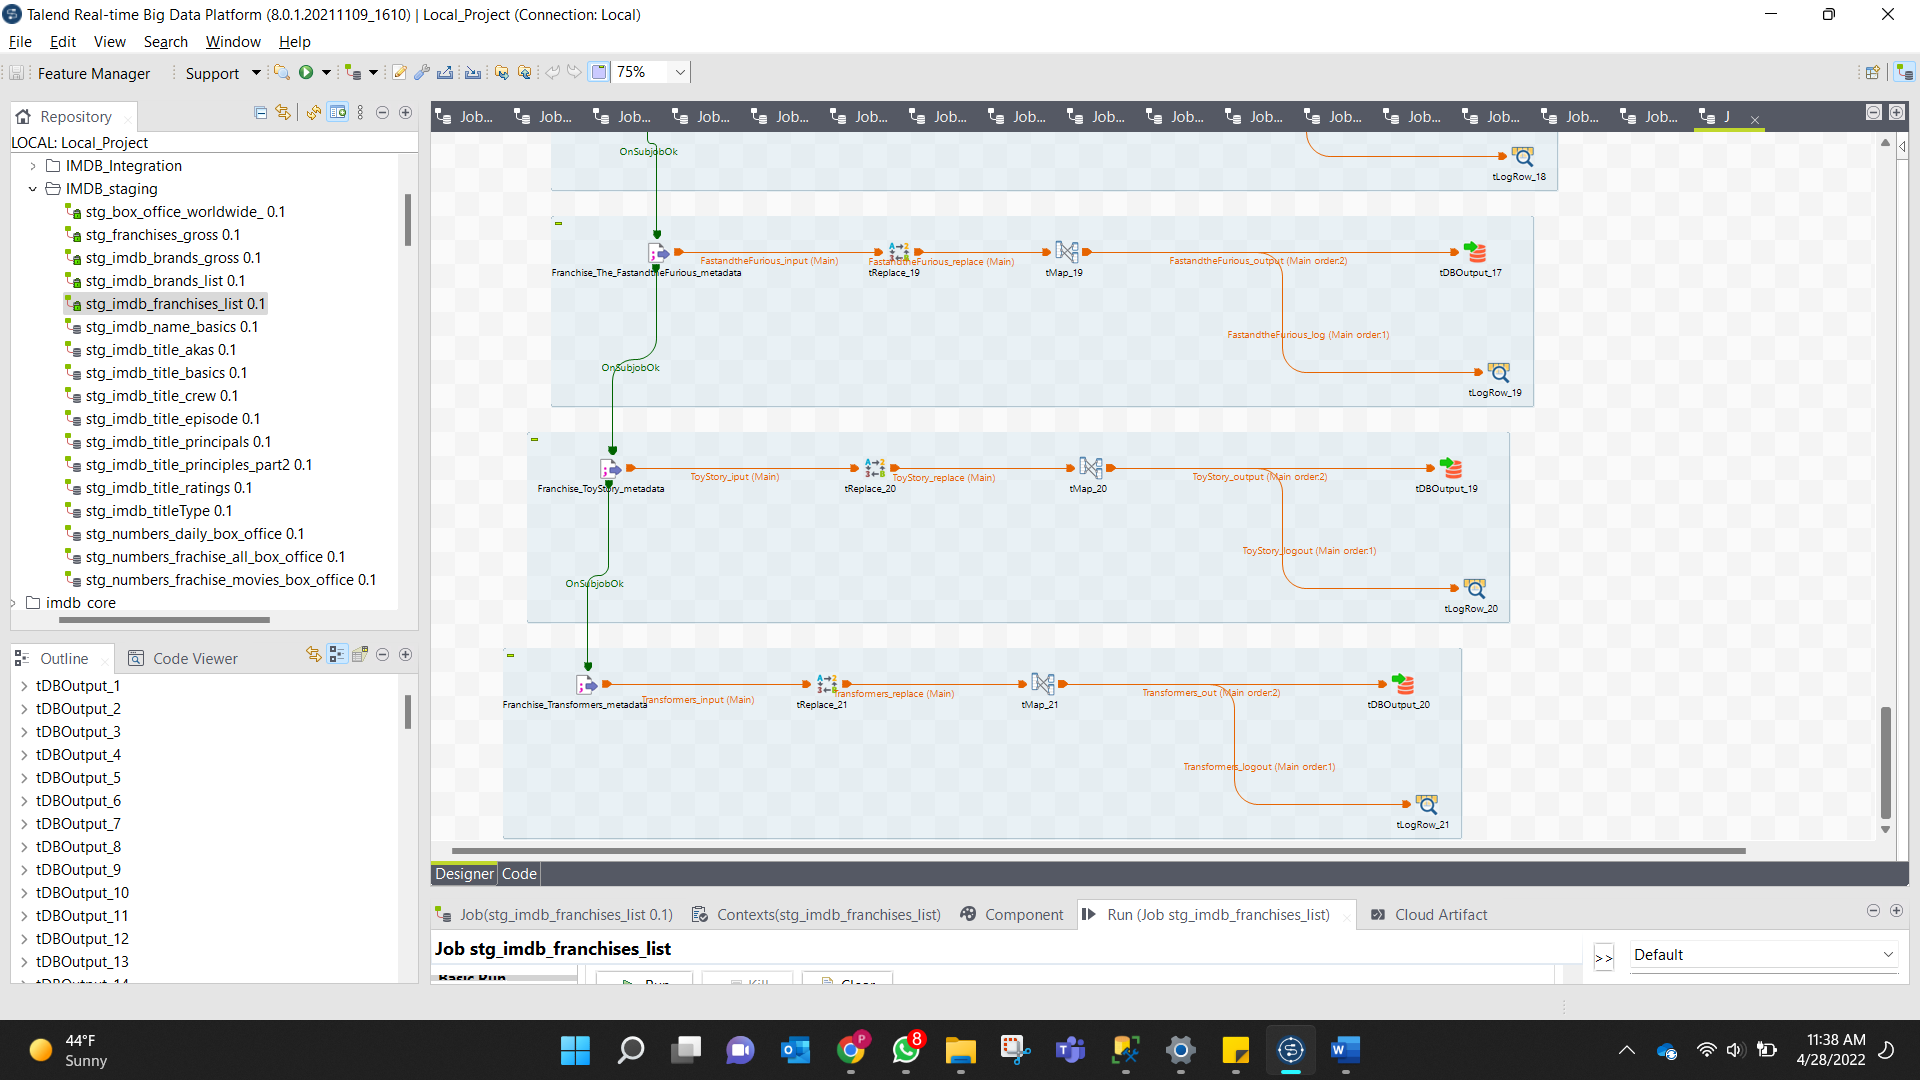 Talend Real-time Big Data Platform (8.0.1.20211109_1610) | Local_Project (Connection: Local)
File Edit View Search Window Help
Feature Manager Support 75%
Repository
LOCAL: Local_Project
IMDB_Integration
IMDB_staging
stg_box_office_worldwide_ 0.1
stg_franchises_gross 0.1
stg_imdb_brands_gross 0.1
stg_imdb_brands_list 0.1
stg_imdb_franchises_list 0.1
stg_imdb_name_basics 0.1
stg_imdb_title_akas 0.1
stg_imdb_title_basics 0.1
stg_imdb_title_crew 0.1
stg_imdb_title_episode 0.1
stg_imdb_title_principals 0.1
stg_imdb_title_principles_part2 0.1
stg_imdb_title_ratings 0.1
stg_imdb_titleType 0.1
stg_numbers_daily_box_office 0.1
stg_numbers_frachise_all_box_office 0.1
stg_numbers_frachise_movies_box_office 0.1
imdb_core
Outline Code Viewer
tDBOutput_1
tDBOutput_2
tDBOutput_3
tDBOutput_4
tDBOutput_5
tDBOutput_6
tDBOutput_7
tDBOutput_8
tDBOutput_9
tDBOutput_10
tDBOutput_11
tDBOutput_12
tDBOutput_13
tDBOutput_14
Job... Job... Job... Job... Job... Job... Job... Job... Job... Job... Job... Job... Job... Job... Job... Job... J
OnSubjobOk
tLogRow_18
FastandtheFurious_input (Main) FastandtheFurious_replace (Main) FastandtheFurious_output (Main order:2)
Franchise_The_FastandtheFurious_metadata tReplace_19 tMap_19 tDBOutput_17
FastandtheFurious_log (Main order:1)
OnSubjobOk
tLogRow_19
ToyStory_iput (Main) ToyStory_replace (Main) ToyStory_output (Main order:2)
Franchise_ToyStory_metadata tReplace_20 tMap_20 tDBOutput_19
ToyStory_logout (Main order:1)
OnSubjobOk
tLogRow_20
Transformers_input (Main) Transformers_replace (Main) Transformers_out (Main order:2)
Franchise_Transformers_metadata tReplace_21 tMap_21 tDBOutput_20
Transformers_logout (Main order:1)
tLogRow_21
Designer Code
Job(stg_imdb_franchises_list 0.1) Contexts(stg_imdb_franchises_list) Component Run (Job stg_imdb_franchises_list) Cloud Artifact
Job stg_imdb_franchises_list
>> Default
Basic Run Run Kill Clear
44°F
Sunny
P
8
11:38 AM
4/28/2022